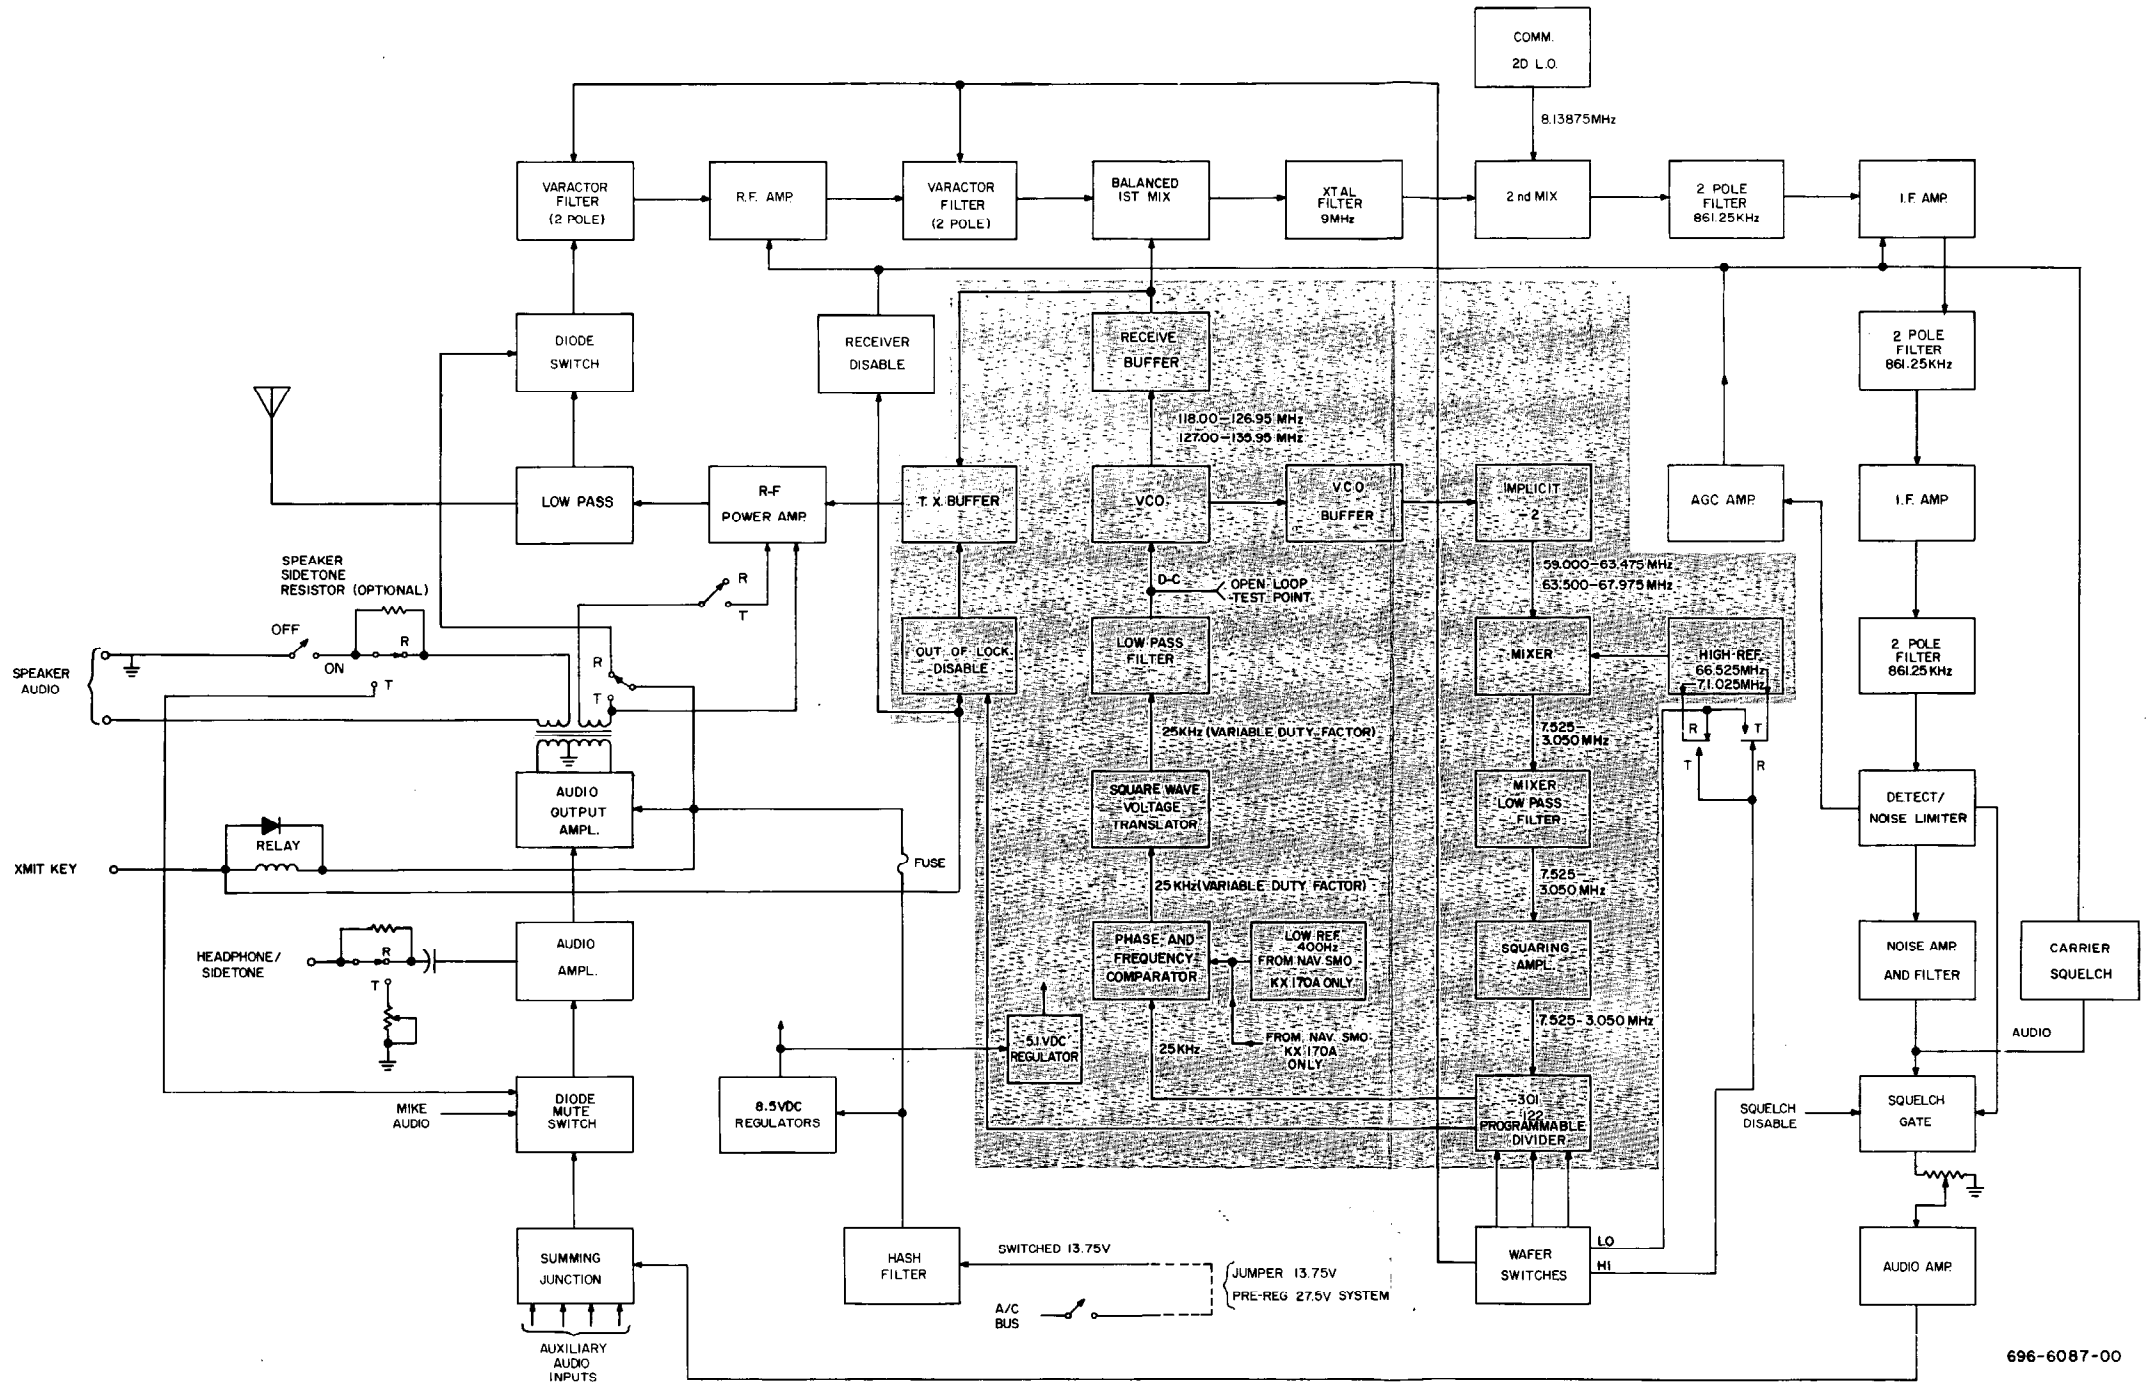 COMM.
2D L.O.
8.13875MHz
VARACTOR
FILTER
(2 POLE)
R.F. AMP.
VARACTOR
FILTER
(2 POLE)
BALANCED
1ST MIX
XTAL
FILTER
9MHz
2nd MIX
2 POLE
FILTER
861.25KHz
I.F. AMP.
DIODE
SWITCH
RECEIVER
DISABLE
RECEIVE
BUFFER
2 POLE
FILTER
861.25KHz
118.00-126.95 MHz
127.00-135.95 MHz
LOW PASS
R-F
POWER AMP.
T. X. BUFFER
V.C.O.
V.C.O.
BUFFER
IMPLICIT
-2
AGC AMP.
I.F. AMP
59.000-63.475MHz
63.500-67.975MHz
D-C
OPEN LOOP
TEST POINT
SPEAKER
SIDETONE
RESISTOR (OPTIONAL)
R
T
OFF
R
ON
T
SPEAKER
AUDIO
R
T
OUT OF LOCK
DISABLE
LOW PASS
FILTER
MIXER
HIGH-REF.
66.525MHz
71.025MHz
2 POLE
FILTER
861.25KHz
25KHz (VARIABLE DUTY FACTOR)
7.525-
3.050MHz
R
T
T
R
AUDIO
OUTPUT
AMPL.
SQUARE WAVE
VOLTAGE
TRANSLATOR
MIXER
LOW PASS
FILTER
DETECT/
NOISE LIMITER
RELAY
XMIT KEY
FUSE
25KHz(VARIABLE DUTY FACTOR)
7.525-
3.050MHz
HEADPHONE/
SIDETONE
R
T
AUDIO
AMPL.
PHASE-AND
FREQUENCY
COMPARATOR
LOW REF.
400Hz
FROM NAV. SMO
KX 170A ONLY
SQUARING
AMPL.
NOISE AMP.
AND FILTER
CARRIER
SQUELCH
7.525-3.050 MHz
AUDIO
5.1 VDC
REGULATOR
25KHz
FROM NAV. SMO
KX 170A
ONLY
MIKE
AUDIO
DIODE
MUTE
SWITCH
8.5VDC
REGULATORS
301
122
PROGRAMMABLE
DIVIDER
SQUELCH
DISABLE
SQUELCH
GATE
SUMMING
JUNCTION
HASH
FILTER
SWITCHED 13.75V
JUMPER 13.75V
PRE-REG 27.5V SYSTEM
A/C
BUS
WAFER
SWITCHES
LO
HI
AUDIO AMP.
AUXILIARY
AUDIO
INPUTS
696-6087-00